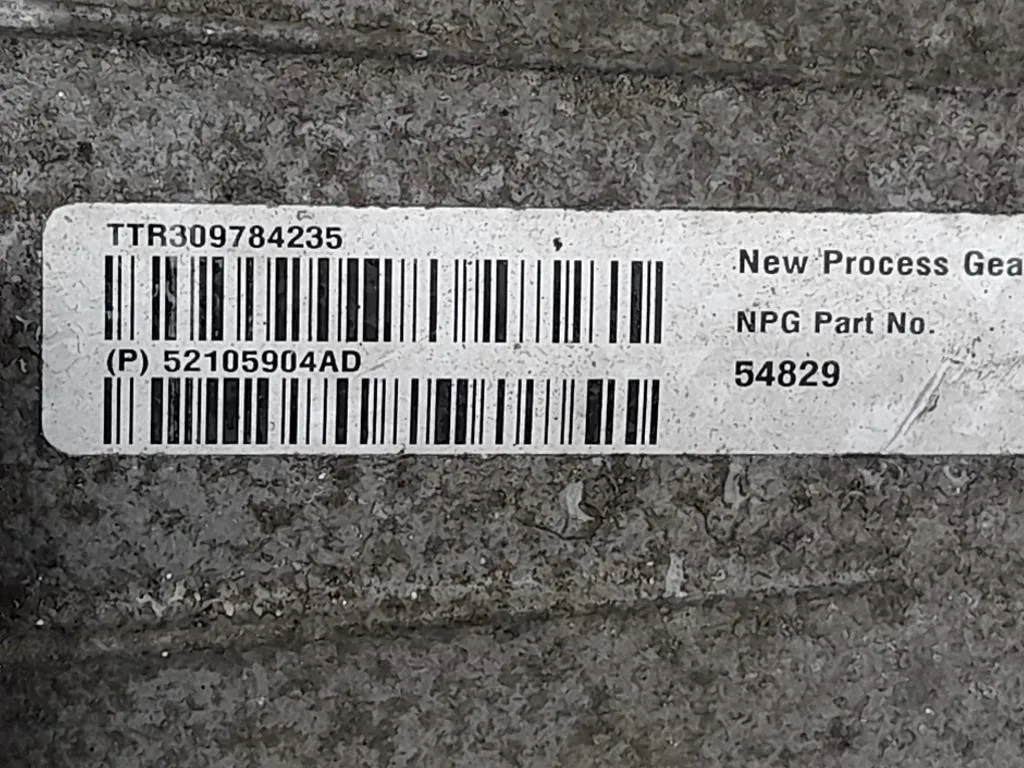 TTR309784235
(P) 52105904AD
New Process Gea
NPG Part No.
54829